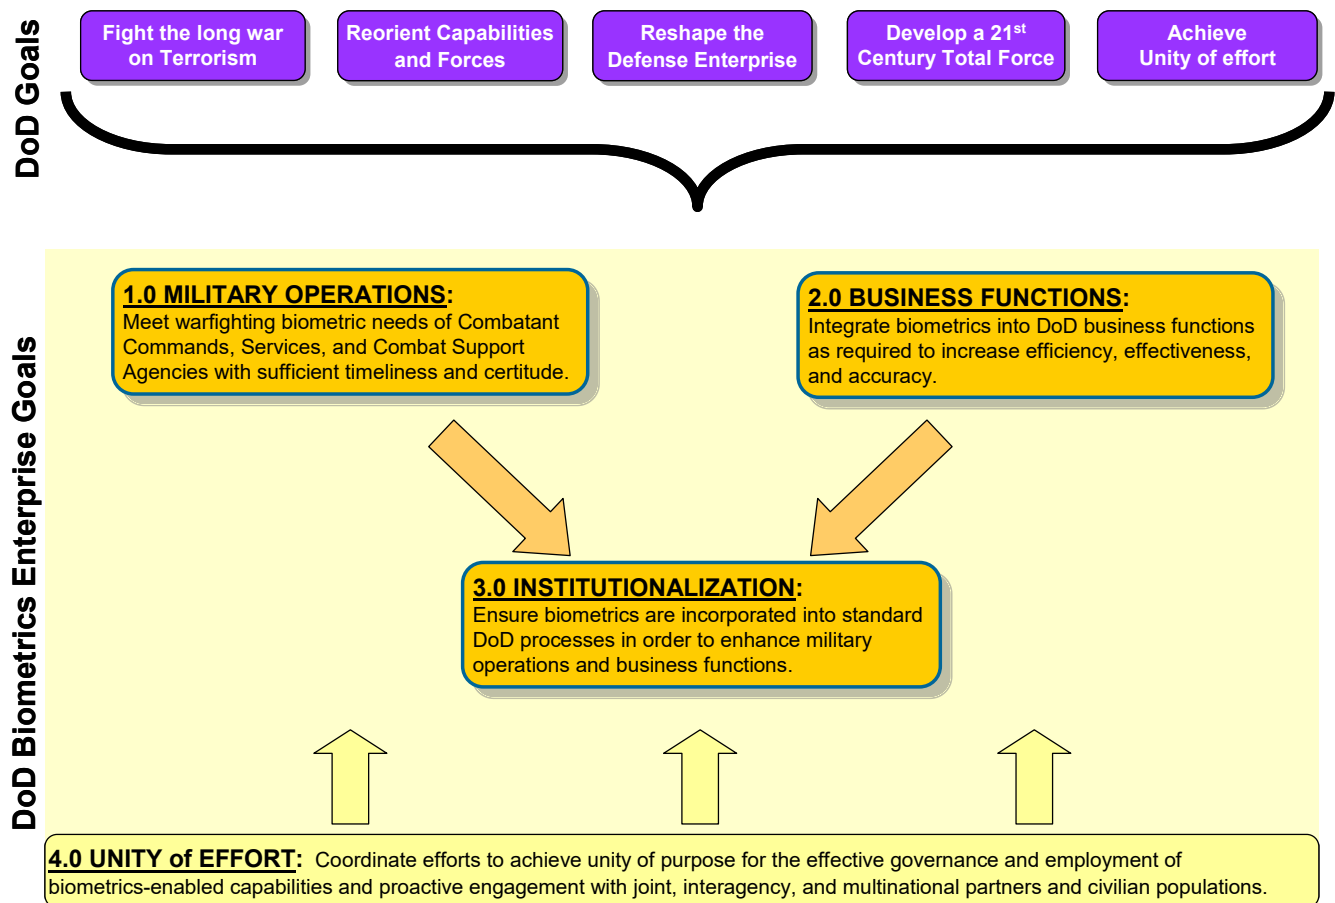 DoD Goals
Fight the long war
on Terrorism
Reorient Capabilities
and Forces
Reshape the
Defense Enterprise
Develop a 21st
Century Total Force
Achieve
Unity of effort
DoD Biometrics Enterprise Goals
1.0 MILITARY OPERATIONS:
Meet warfighting biometric needs of Combatant
Commands, Services, and Combat Support
Agencies with sufficient timeliness and certitude.
2.0 BUSINESS FUNCTIONS:
Integrate biometrics into DoD business functions
as required to increase efficiency, effectiveness,
and accuracy.
3.0 INSTITUTIONALIZATION:
Ensure biometrics are incorporated into standard
DoD processes in order to enhance military
operations and business functions.
4.0 UNITY of EFFORT: Coordinate efforts to achieve unity of purpose for the effective governance and employment of
biometrics-enabled capabilities and proactive engagement with joint, interagency, and multinational partners and civilian populations.